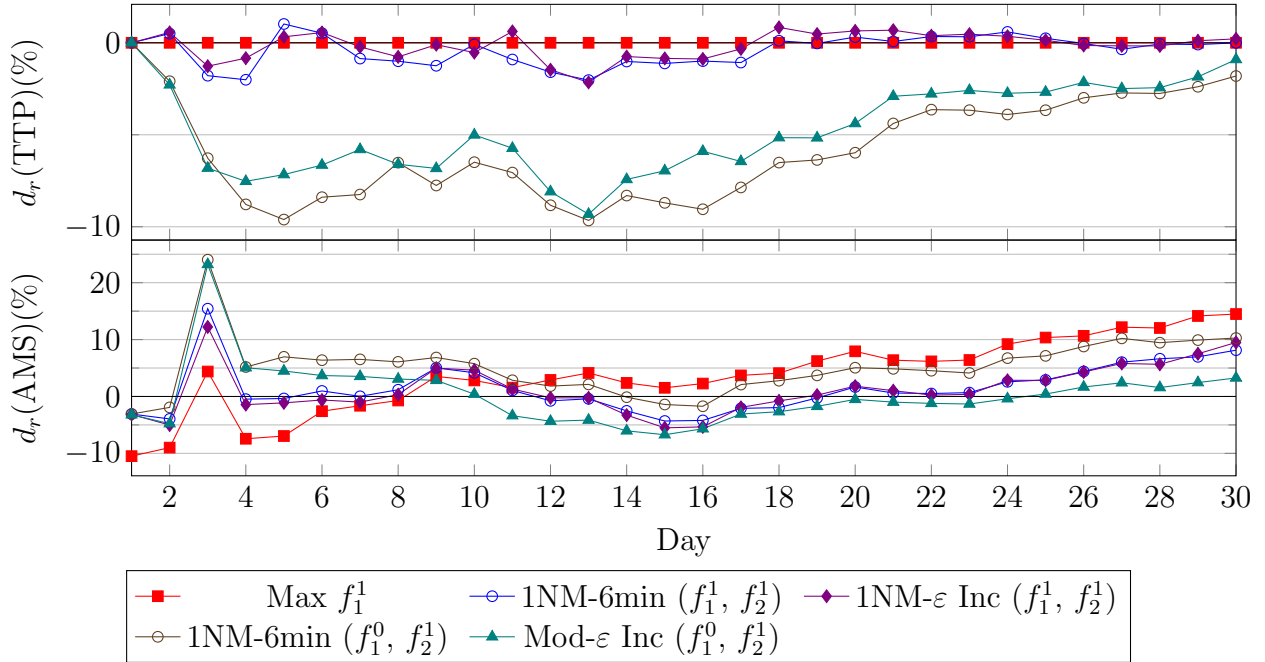 0
−5
−10
d_r(TTP)(%)
20
10
0
−10
d_r(AMS)(%)
2 4 6 8 10 12 14 16 18 20 22 24 26 28 30
Day
Max f_1^1 1NM-6min (f_1^1, f_2^1) 1NM-ε Inc (f_1^1, f_2^1)
1NM-6min (f_1^0, f_2^1) Mod-ε Inc (f_1^0, f_2^1)